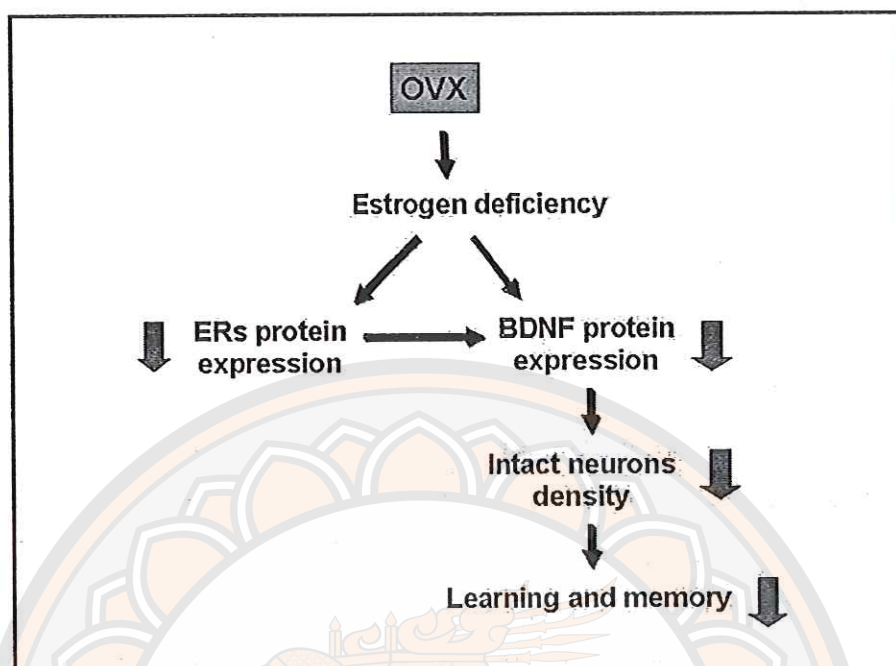 OVX
Estrogen deficiency
ERs protein
expression
BDNF protein
expression
Intact neurons
density
Learning and memory